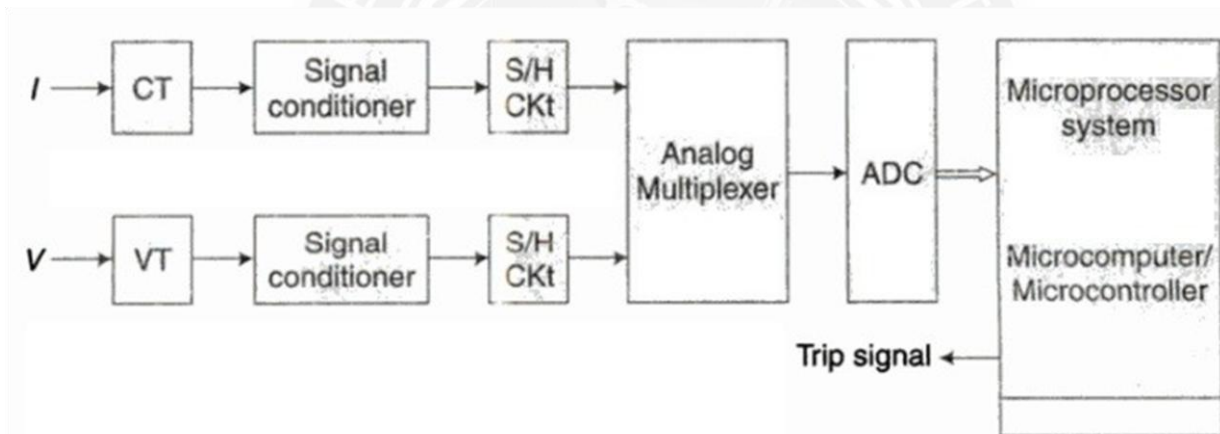 I
CT
Signal
conditioner
S/H
CKt
Analog
Multiplexer
ADC
Microprocessor
system
V
VT
Signal
conditioner
S/H
CKt
Microcomputer/
Microcontroller
Trip signal